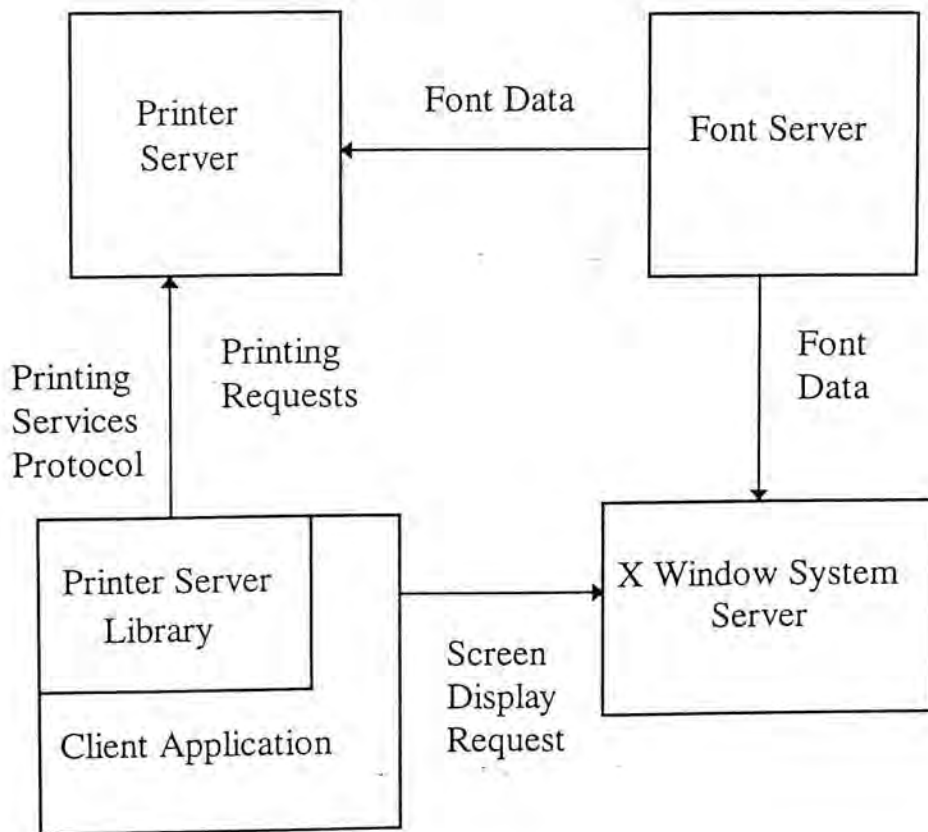 Printer
Server
Font Data
Font Server
Printing
Services
Protocol
Printing
Requests
Font
Data
Printer Server
Library
Client Application
Screen
Display
Request
X Window System
Server